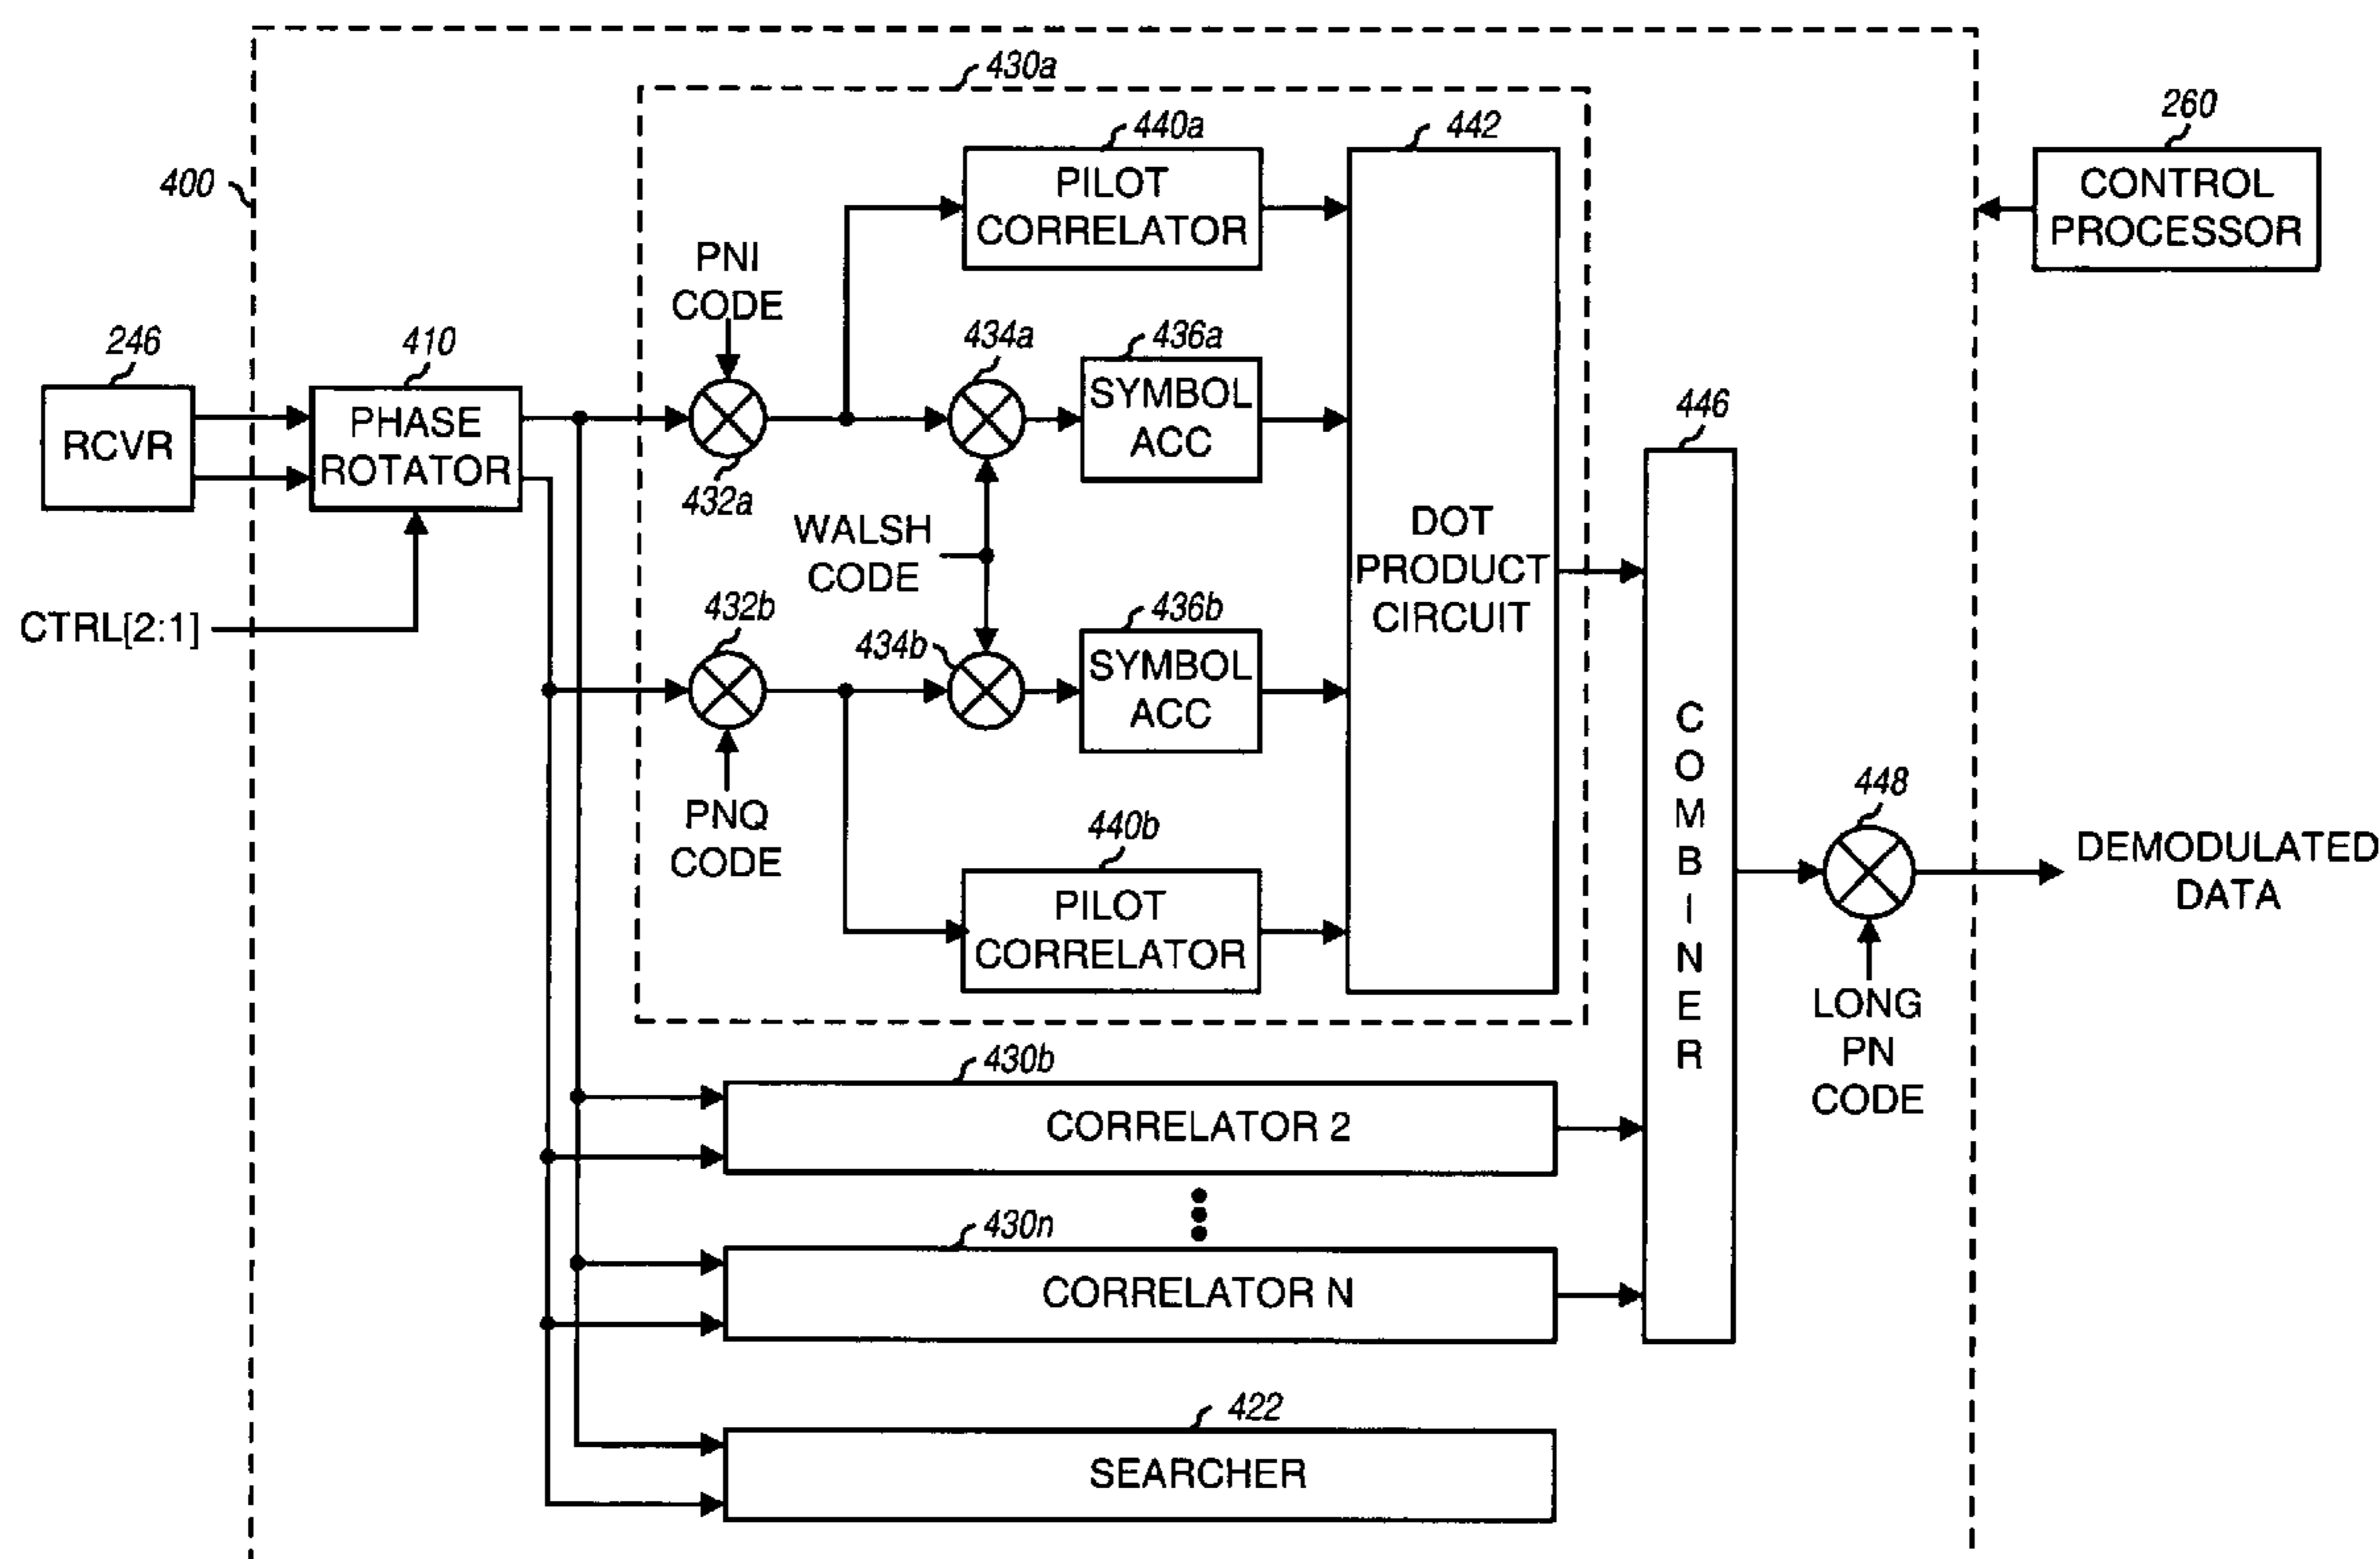 430a
440a
442
260
400
PILOT
CORRELATOR
CONTROL
PROCESSOR
PNI
CODE
246
410
434a
436a
446
RCVR
PHASE
ROTATOR
SYMBOL
ACC
432a
WALSH
CODE
DOT
PRODUCT
CIRCUIT
CTRL[2:1]
432b
434b
436b
SYMBOL
ACC
COMBINER
PNQ
CODE
440b
448
PILOT
CORRELATOR
DEMODULATED
DATA
LONG
PN
CODE
430b
CORRELATOR 2
430n
CORRELATOR N
422
SEARCHER